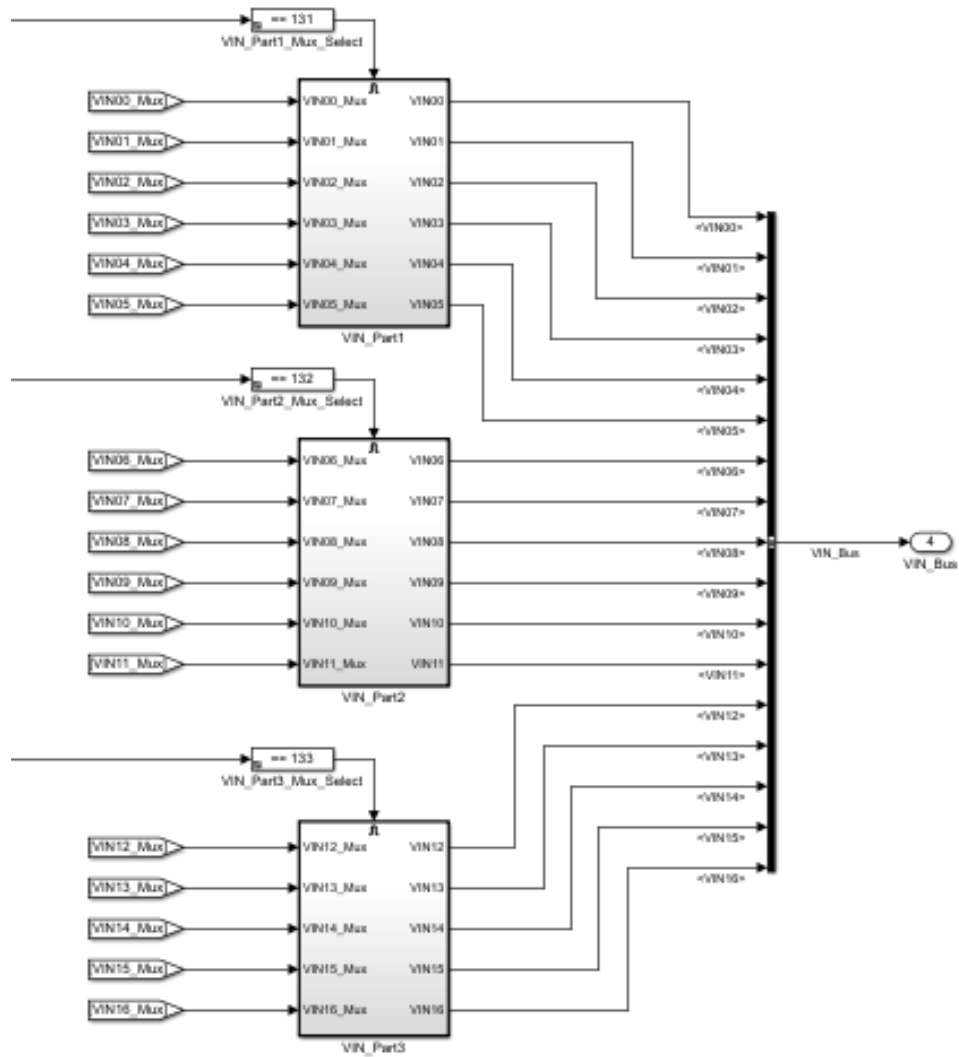 == 131
VIN_Part1_Mux_Select
VIN00_Mux VIN00_Mux VIN00
VIN01_Mux VIN01_Mux VIN01
VIN02_Mux VIN02_Mux VIN02
VIN03_Mux VIN03_Mux VIN03
VIN04_Mux VIN04_Mux VIN04
VIN05_Mux VIN05_Mux VIN05
VIN_Part1
== 132
VIN_Part2_Mux_Select
VIN06_Mux VIN06_Mux VIN06
VIN07_Mux VIN07_Mux VIN07
VIN08_Mux VIN08_Mux VIN08
VIN09_Mux VIN09_Mux VIN09
VIN10_Mux VIN10_Mux VIN10
VIN11_Mux VIN11_Mux VIN11
VIN_Part2
== 133
VIN_Part3_Mux_Select
VIN12_Mux VIN12_Mux VIN12
VIN13_Mux VIN13_Mux VIN13
VIN14_Mux VIN14_Mux VIN14
VIN15_Mux VIN15_Mux VIN15
VIN16_Mux VIN16_Mux VIN16
VIN_Part3
<VIN00>
<VIN01>
<VIN02>
<VIN03>
<VIN04>
<VIN05>
<VIN06>
<VIN07>
<VIN08>
<VIN09>
<VIN10>
<VIN11>
<VIN12>
<VIN13>
<VIN14>
<VIN15>
<VIN16>
VIN_Bus
4
VIN_Bus